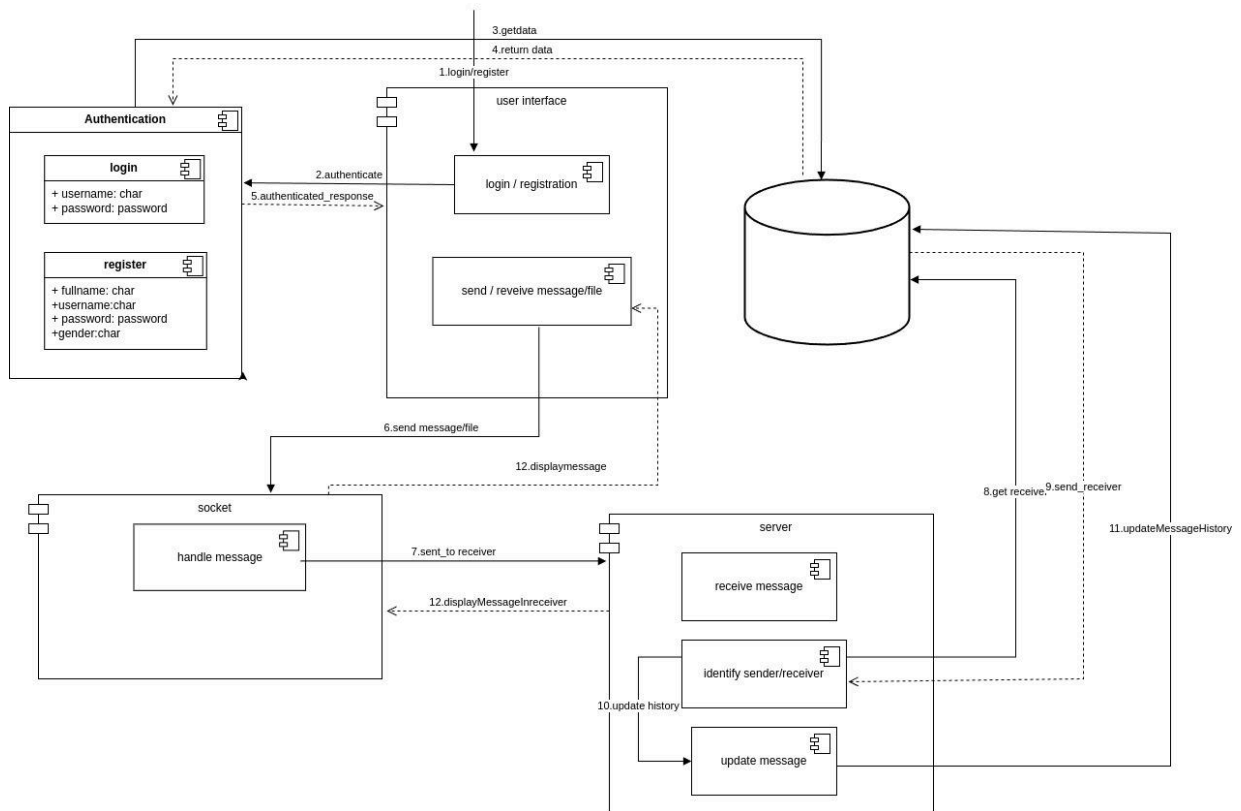 3.getdata
4.return data
1.login/register
user interface
Authentication
login
+ username: char
+ password: password
2.authenticate
5.authenticated_response
login / registration
register
+ fullname: char
+username:char
+ password: password
+gender:char
send / reveive message/file
6.send message/file
12.displaymessage
8.get receive.
9.send_receiver
socket
handle message
7.sent_to receiver
server
11.updateMessageHistory
receive message
12.displayMessageInreceiver
identify sender/receiver
10.update history
update message